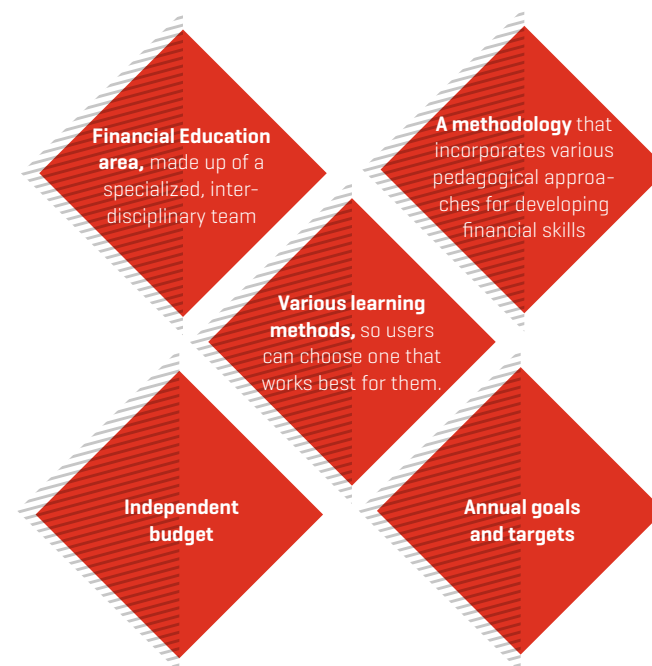 Financial Education
area, made up of a
specialized, inter-
disciplinary team
A methodology that
incorporates various
pedagogical approa-
ches for developing
financial skills
Various learning
methods, so users
can choose one that
works best for them.
Independent
budget
Annual goals
and targets